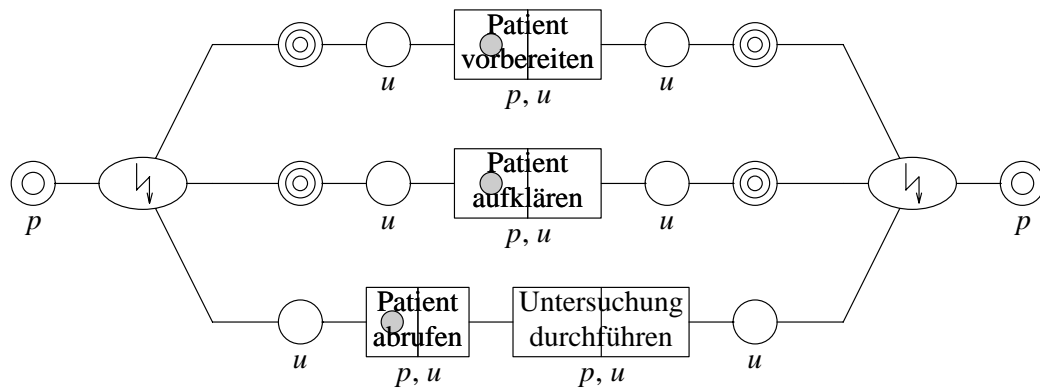 Patient
vorbereiten
u
p, u
u
Patient
aufklären
p
u
p, u
u
p
Patient
abrufen
Untersuchung
durchführen
u
p, u
p, u
u